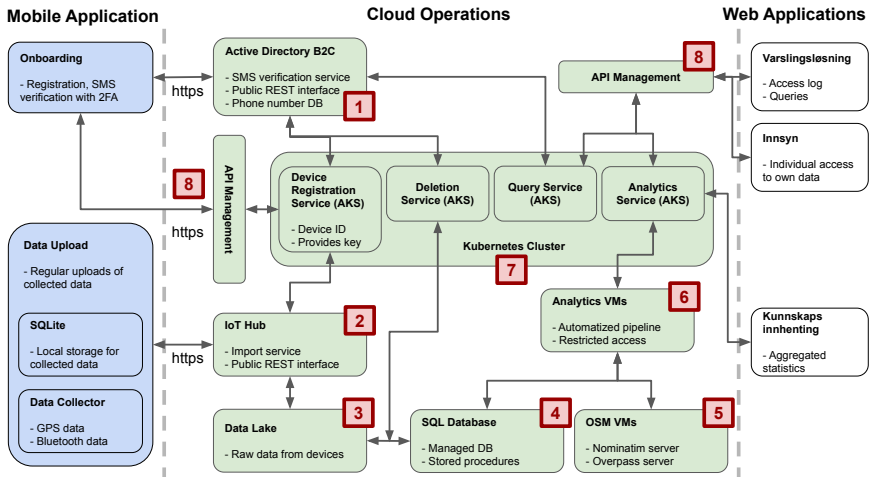 Mobile Application
Cloud Operations
Web Applications
Onboarding
- Registration, SMS
verification with 2FA
https
Active Directory B2C
- SMS verification service
- Public REST interface
- Phone number DB
1
API Management
8
Varslingsløsning
- Access log
- Queries
Innsyn
- Individual access
to own data
8
https
API Management
Device
Registration
Service (AKS)
- Device ID
- Provides key
Deletion
Service (AKS)
Query Service
(AKS)
Analytics
Service (AKS)
Kubernetes Cluster
7
Data Upload
- Regular uploads of
collected data
SQLite
- Local storage for
collected data
Data Collector
- GPS data
- Bluetooth data
https
IoT Hub
- Import service
- Public REST interface
2
Analytics VMs
- Automatized pipeline
- Restricted access
6
Kunnskaps
innhenting
- Aggregated
statistics
Data Lake
- Raw data from devices
3
SQL Database
- Managed DB
- Stored procedures
4
OSM VMs
- Nominatim server
- Overpass server
5